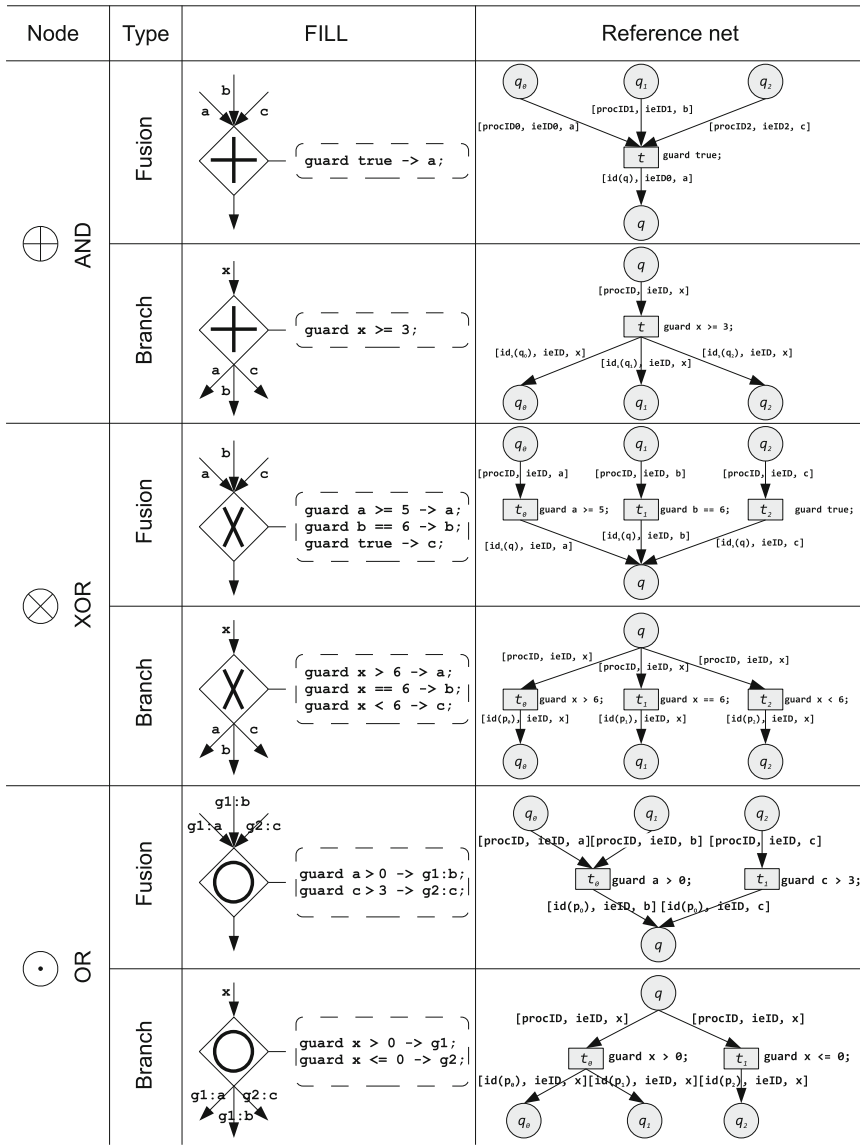 Node Type FILL Reference net
AND
Fusion
b
a c
guard true -> a;
q₀ q₁ q₂
[procID1, ieID1, b]
[procID0, ieID0, a] [procID2, ieID2, c]
t guard true;
[id(q), ieID0, a]
q
Branch
x
guard x >= 3;
a c
b
q
[procID, ieID, x]
t guard x >= 3;
[id₀(q₀), ieID, x] [id₂(q₂), ieID, x]
[id₁(q₁), ieID, x]
q₀ q₁ q₂
XOR
Fusion
b
a c
guard a >= 5 -> a;
guard b == 6 -> b;
guard true -> c;
q₀ q₁ q₂
[procID, ieID, a] [procID, ieID, b] [procID, ieID, c]
t₀ guard a >= 5; t₁ guard b == 6; t₂ guard true;
ieID, a] ieID, b] ieID, c]
q
Branch
x
guard x > 6 -> a;
guard x == 6 -> b;
guard x < 6 -> c;
a c
b
q
[procID, ieID, x] [procID, ieID, x] [procID, ieID, x]
t₀ guard x > 6; t₁ guard x == 6; t₂ guard x < 6;
[id(p₀), ieID, x] [id(p₁), ieID, x] ieID, x]
q₀ q₁ q₂
OR
Fusion
g1:b
g1:a g2:c
guard a > 0 -> g1:b;
guard c > 3 -> g2:c;
q₀ q₁ q₂
[procID, ieID, a] [procID, ieID, b] [procID, ieID, c]
t₀ guard a > 0; t₁ guard c > 3;
[id(p₀), ieID, b] [id(p₀), ieID, c]
q
Branch
x
guard x > 0 -> g1;
guard x <= 0 -> g2;
g1:a g2:c
g1:b
q
[procID, ieID, x] [procID, ieID, x]
t₀ guard x > 0; t₁ guard x <= 0;
[id(p₀), ieID, x] [id(p₁), ieID, x] [id(p₂), ieID, x]
q₀ q₁ q₂